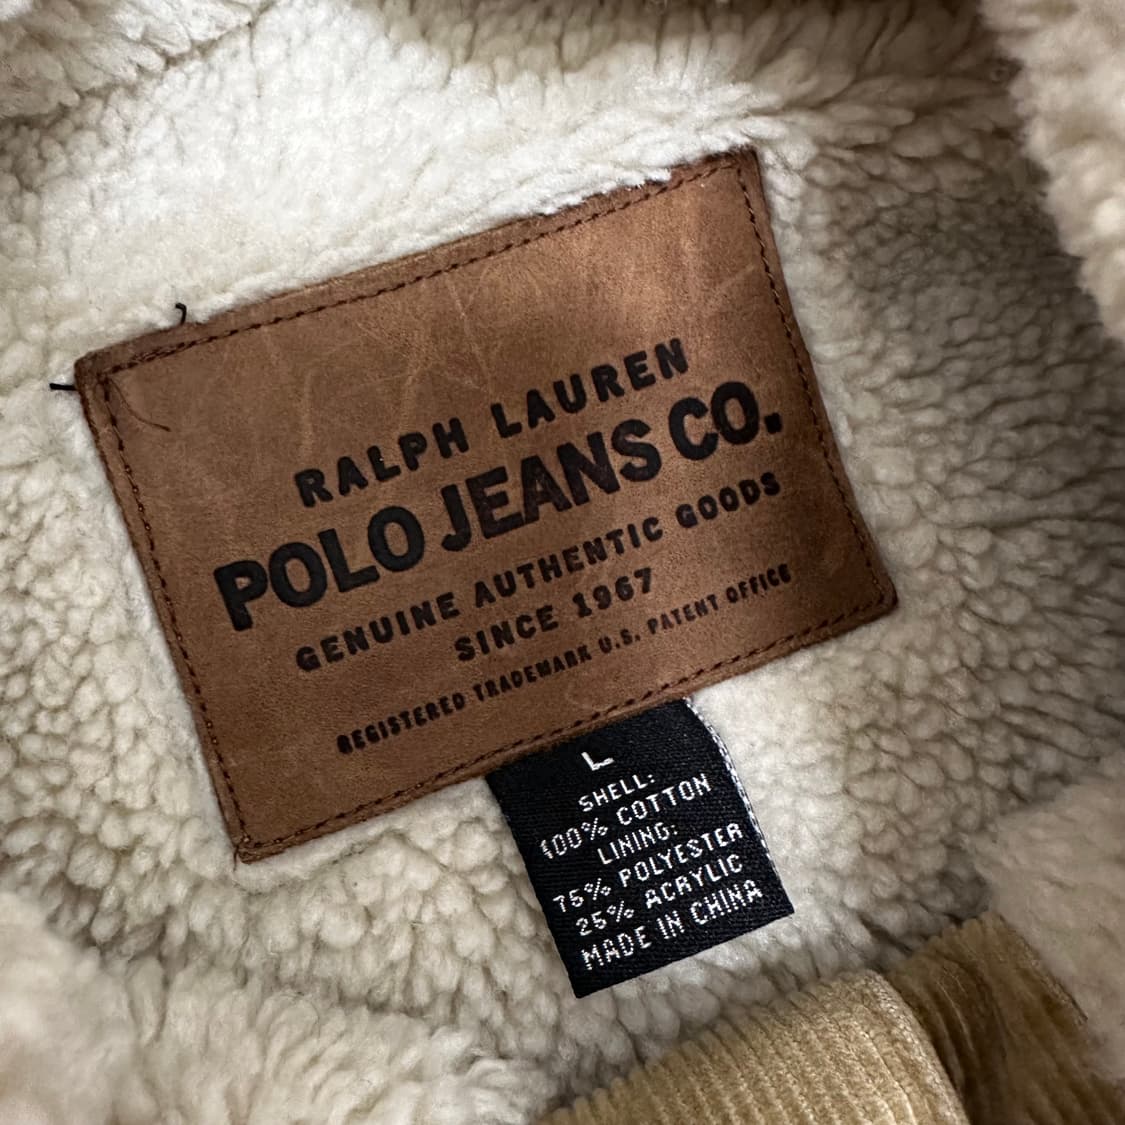 RALPH LAUREN
POLO JEANS CO.
GENUINE AUTHENTIC GOODS
SINCE 1967
REGISTERED TRADEMARK U.S. PATENT OFFICE
L
SHELL:
100% COTTON
LINING:
75% POLYESTER
25% ACRYLIC
MADE IN CHINA